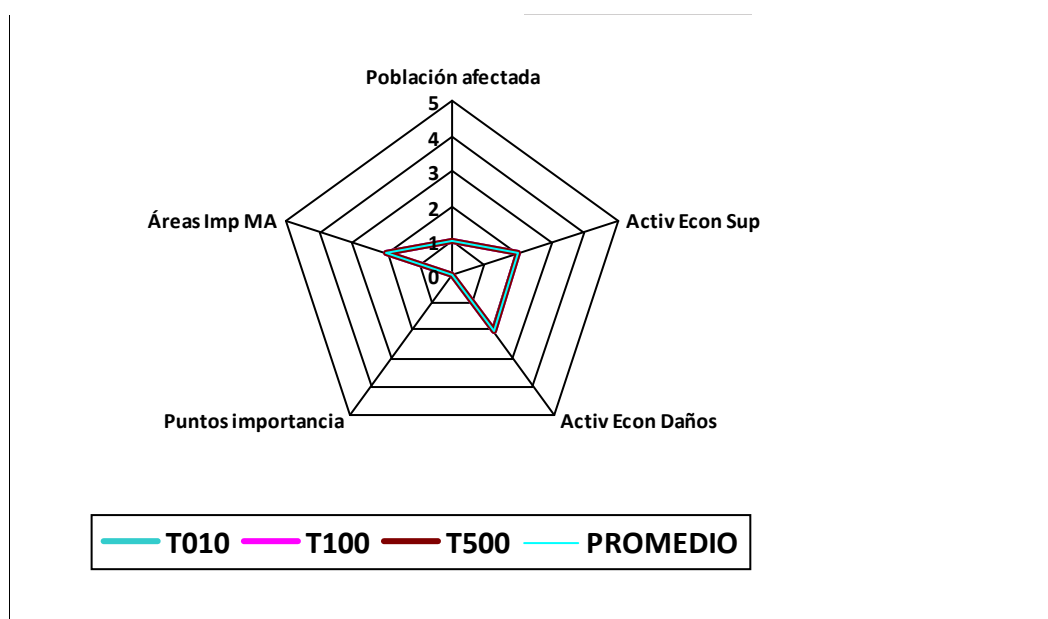 Población afectada
5
4
3
2
1
0
Áreas Imp MA
Activ Econ Sup
Puntos importancia
Activ Econ Daños
T010 T100 T500 PROMEDIO